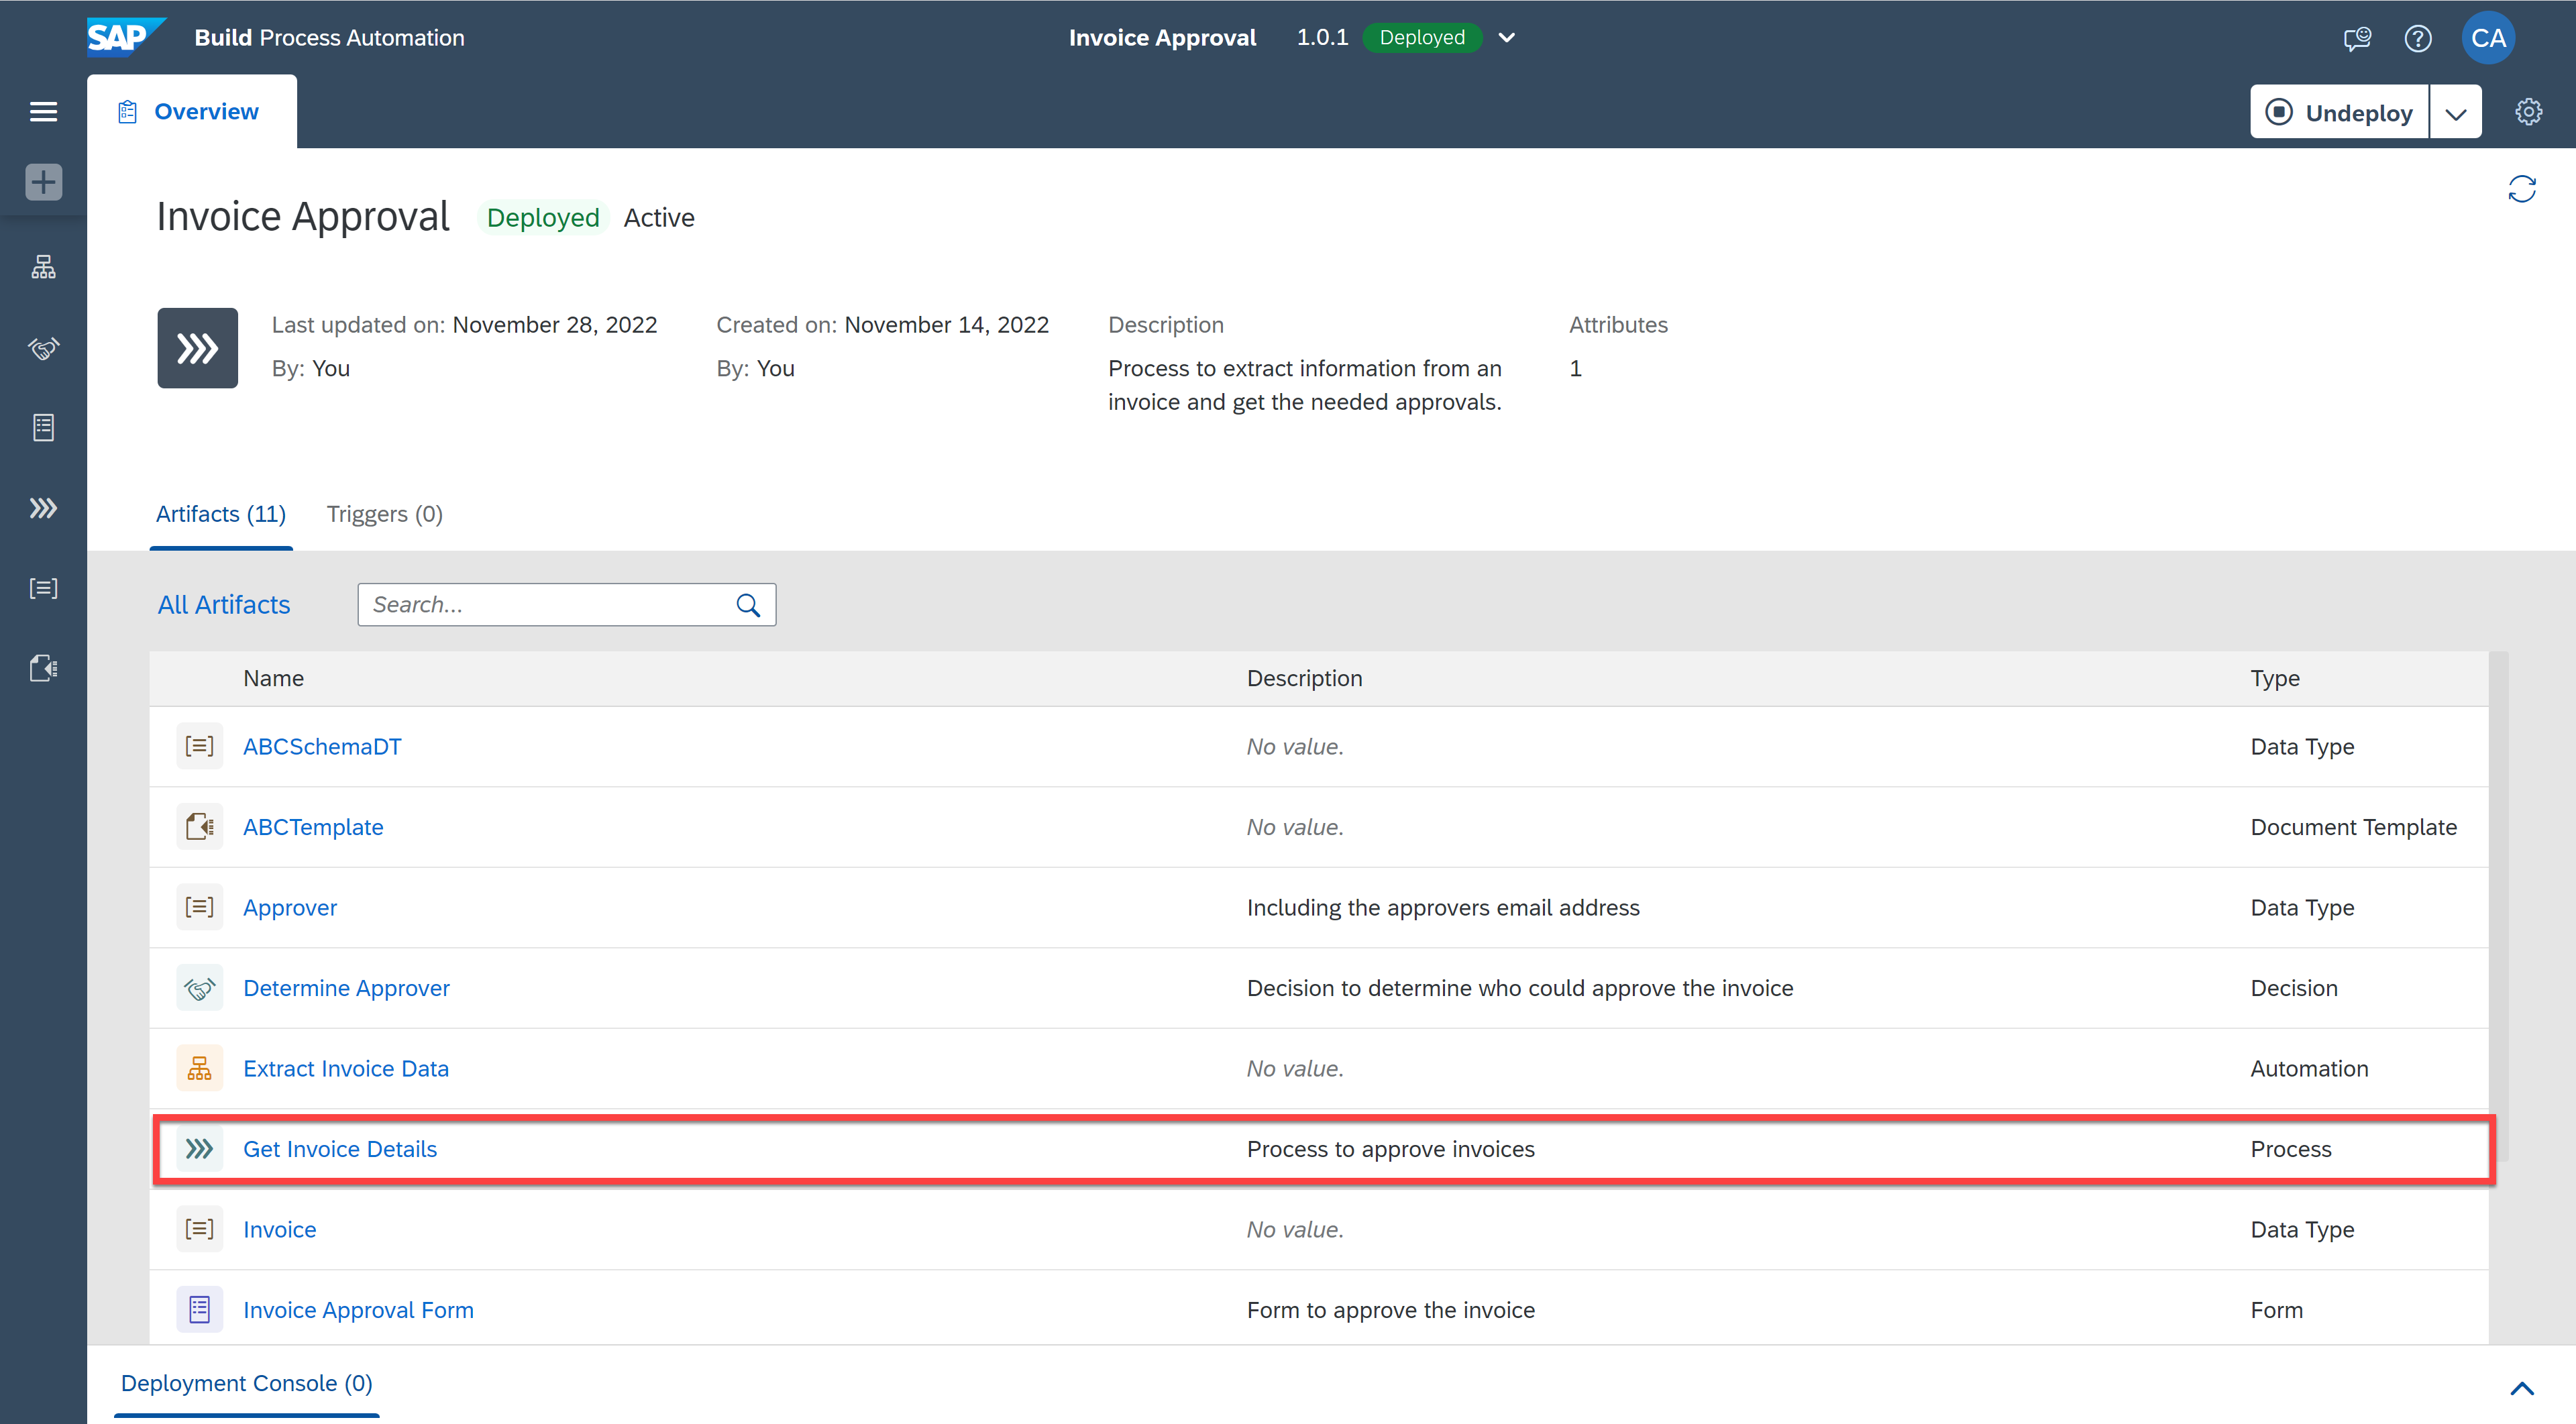 SAP Build Process Automation Invoice Approval 1.0.1 Deployed CA
Overview Undeploy
Invoice Approval Deployed Active
Last updated on: November 28, 2022 Created on: November 14, 2022 Description Attributes
By: You By: You Process to extract information from an 1
invoice and get the needed approvals.
Artifacts (11) Triggers (0)
All Artifacts Search...
Name Description Type
ABCSchemaDT No value. Data Type
ABCTemplate No value. Document Template
Approver Including the approvers email address Data Type
Determine Approver Decision to determine who could approve the invoice Decision
Extract Invoice Data No value. Automation
Get Invoice Details Process to approve invoices Process
Invoice No value. Data Type
Invoice Approval Form Form to approve the invoice Form
Deployment Console (0)